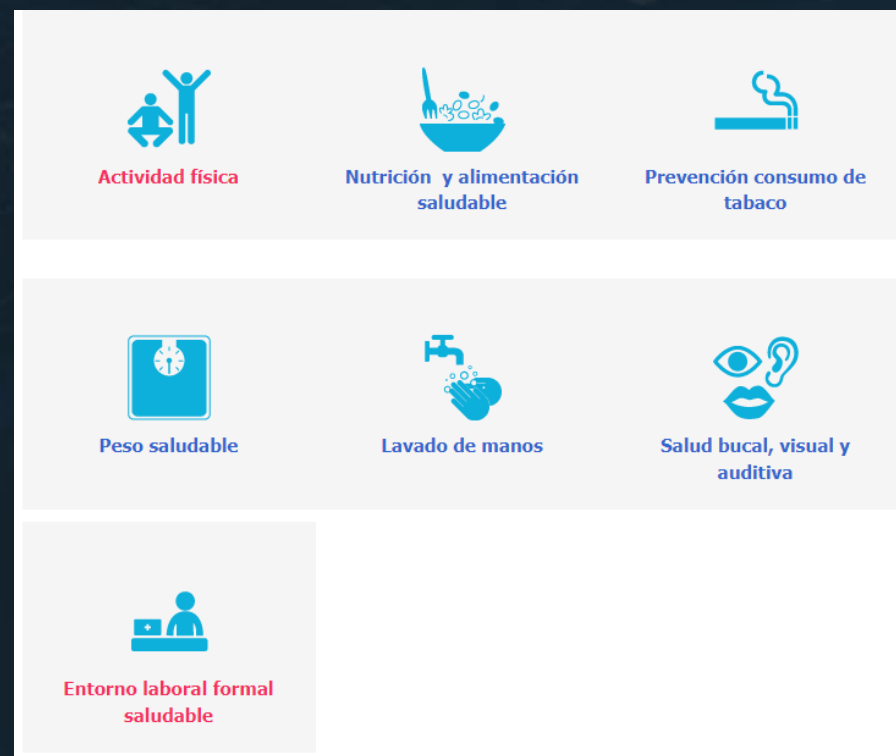 Actividad física
Nutrición y alimentación
saludable
Prevención consumo de
tabaco
Peso saludable
Lavado de manos
Salud bucal, visual y
auditiva
Entorno laboral formal
saludable